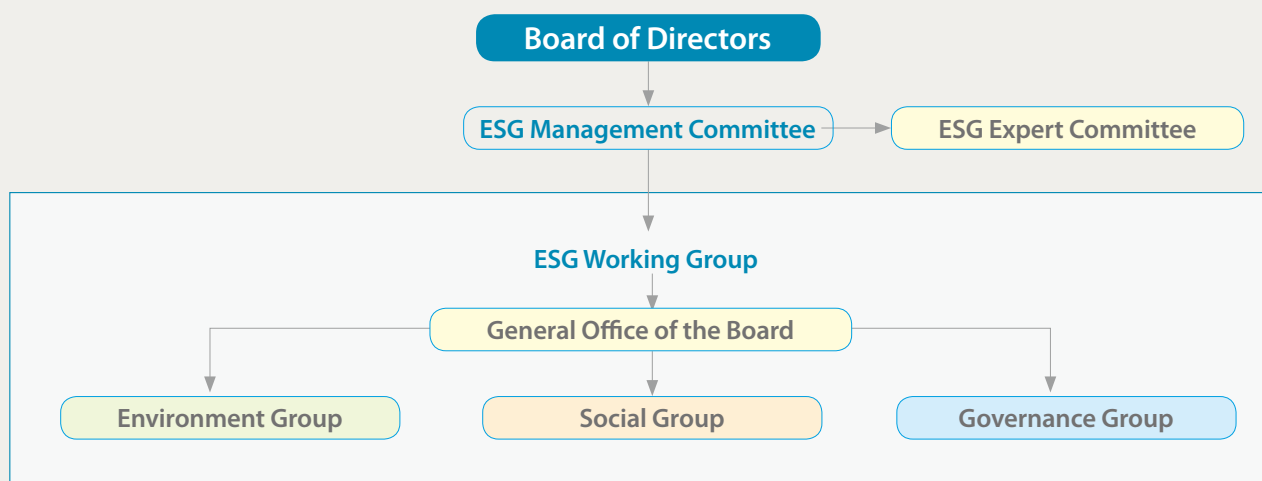 Board of Directors
ESG Management Committee
ESG Expert Committee
ESG Working Group
General Office of the Board
Environment Group
Social Group
Governance Group